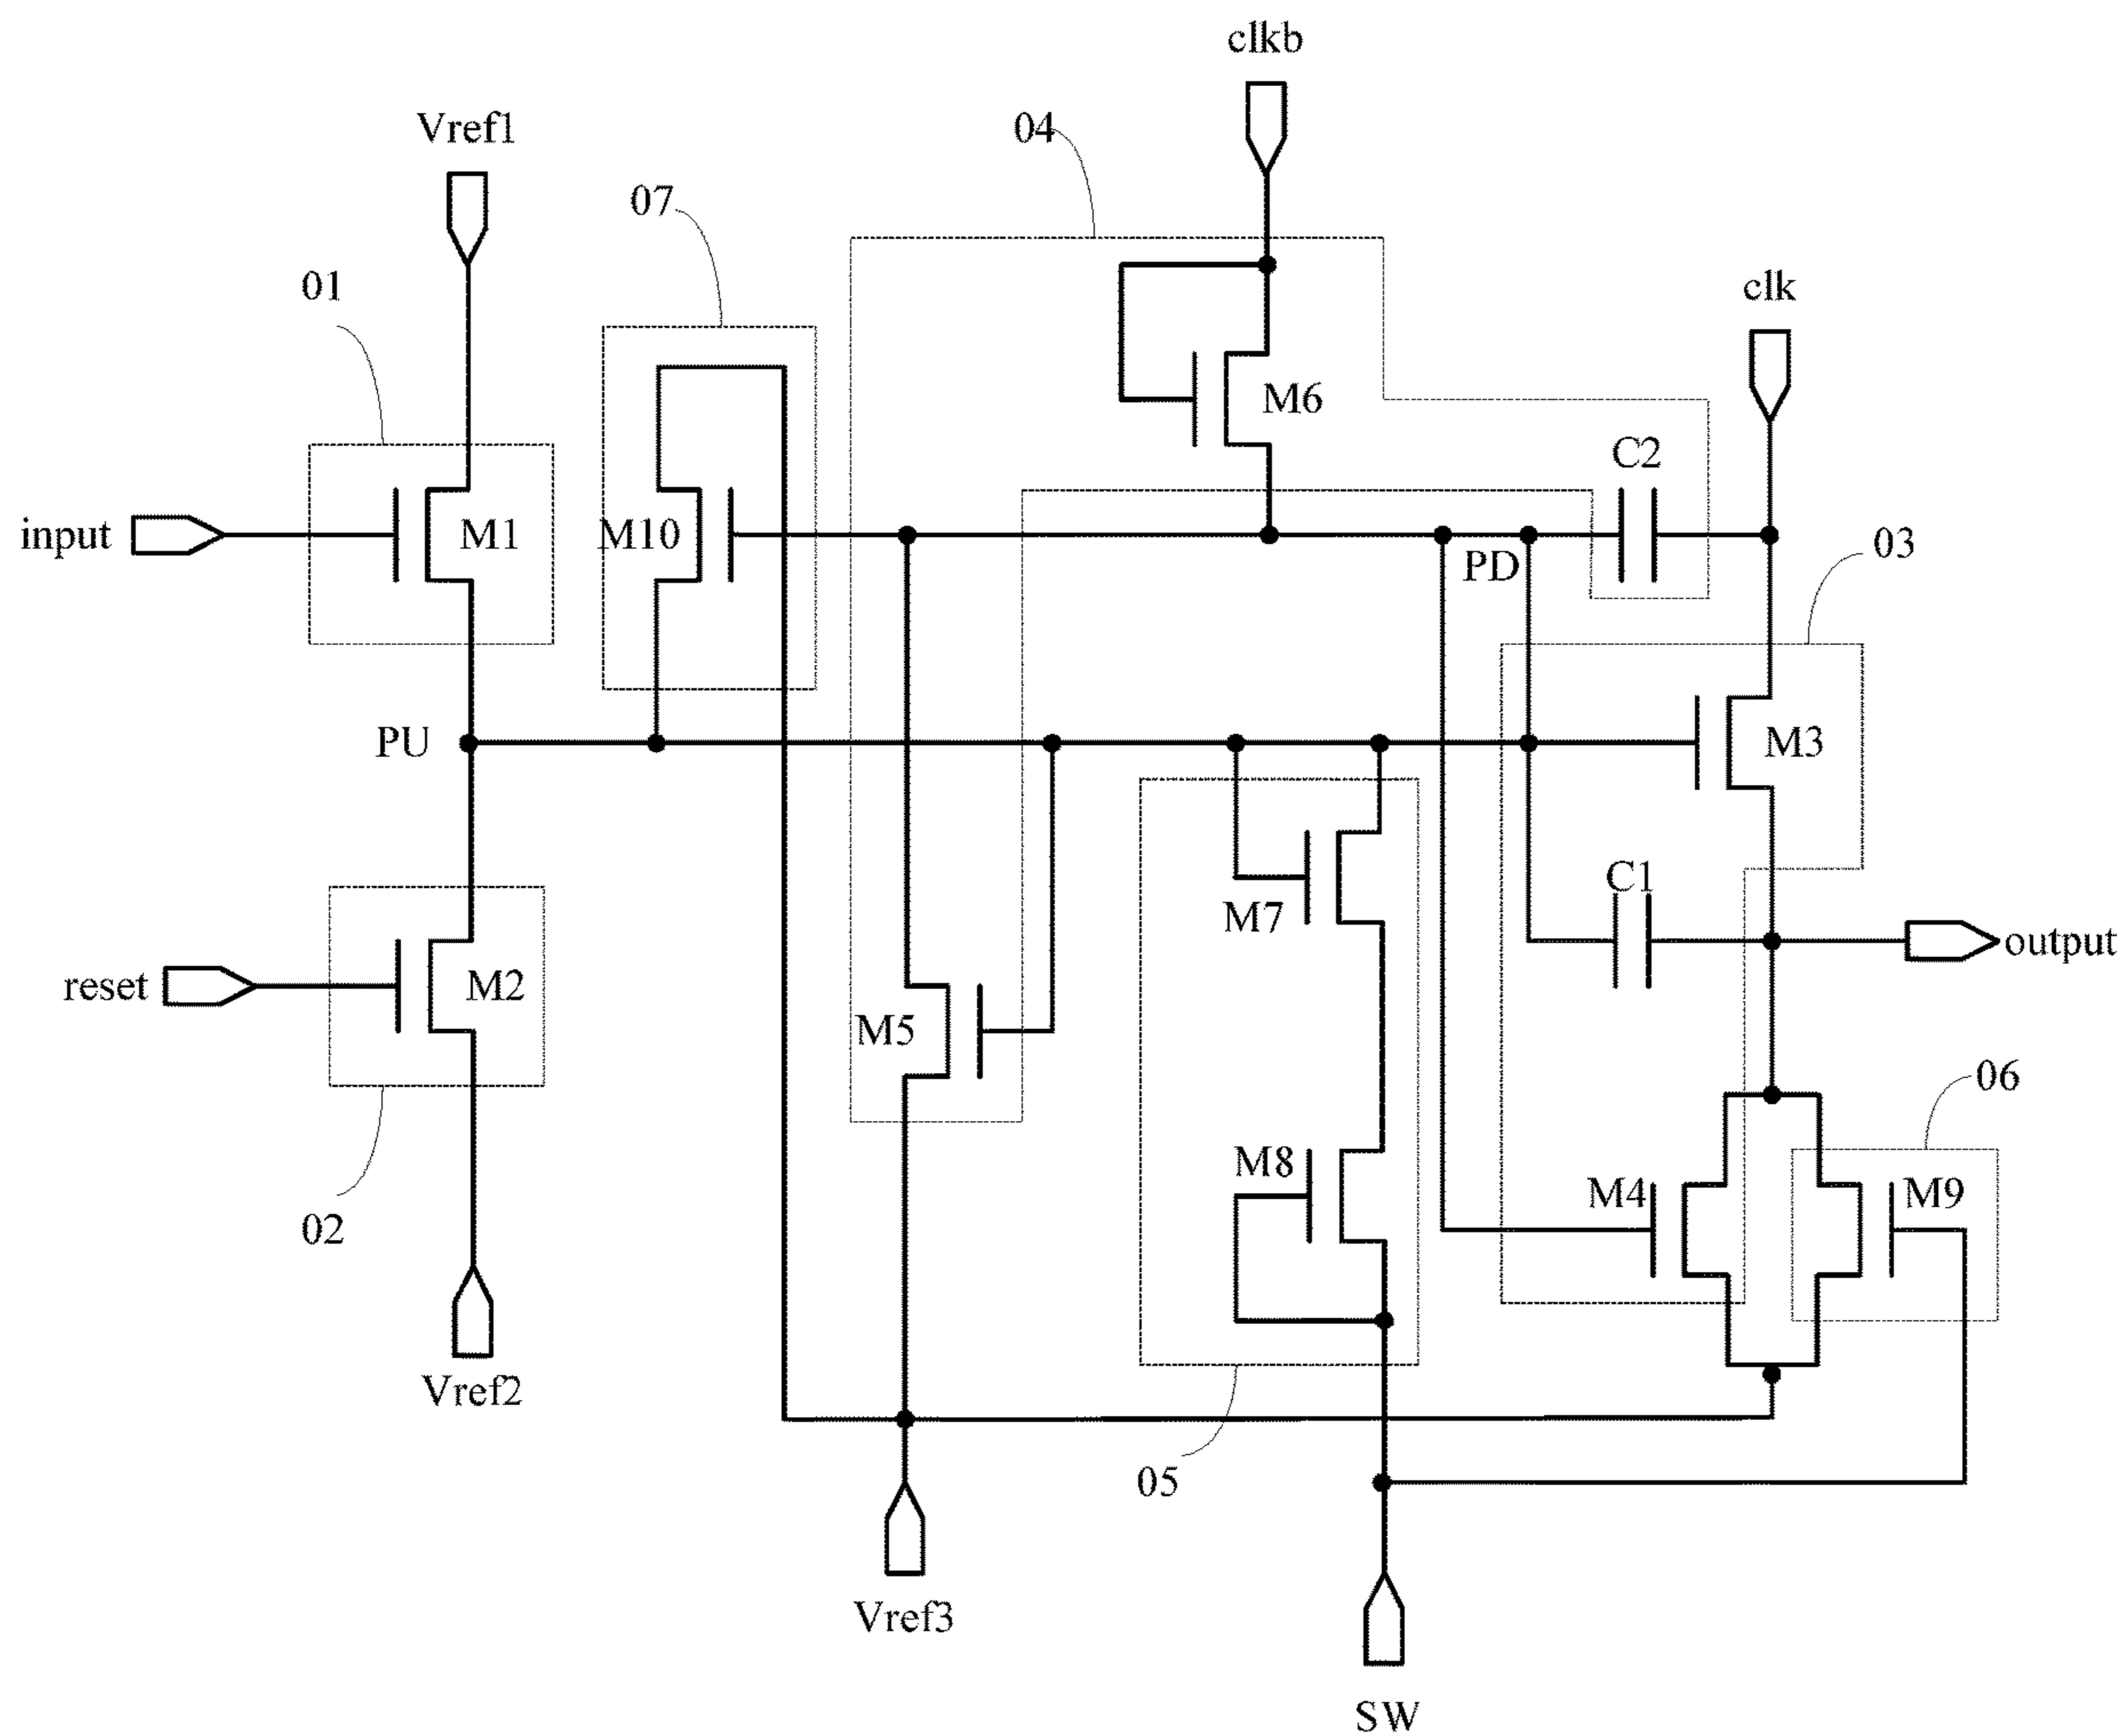 clkb
Vref1
04
07
01
clk
M6
C2
input
M1
M10
PD
03
PU
M3
C1
M7
output
reset
M2
M5
06
M8
M4
M9
02
Vref2
05
Vref3
SW